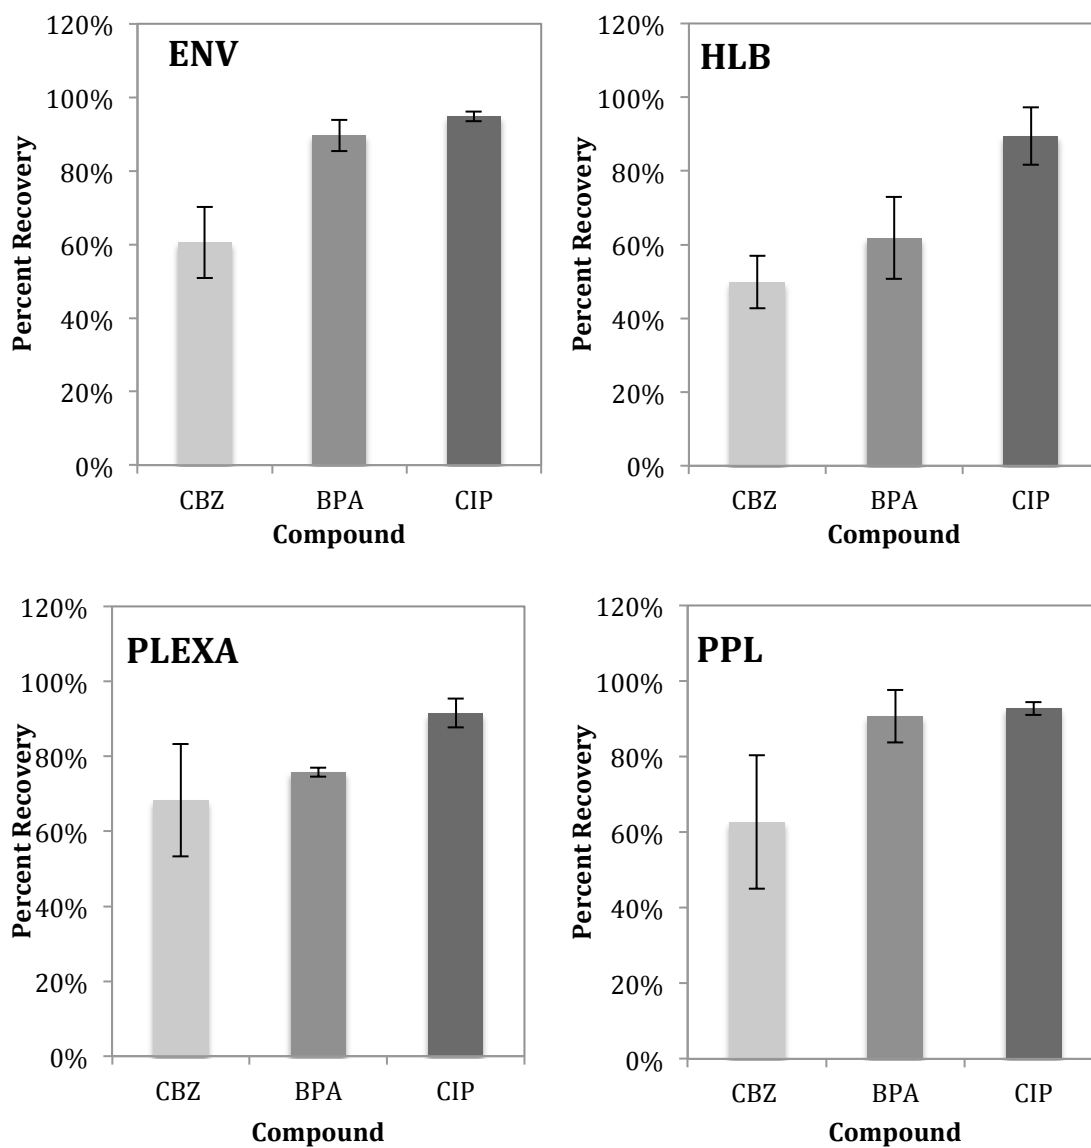 120%
100%
80%
60%
40%
20%
0%
Percent Recovery
ENV
CBZ BPA CIP
Compound
120%
100%
80%
60%
40%
20%
0%
Percent Recovery
HLB
CBZ BPA CIP
Compound
120%
100%
80%
60%
40%
20%
0%
Percent Recovery
PLEXA
CBZ BPA CIP
Compound
120%
100%
80%
60%
40%
20%
0%
Percent Recovery
PPL
CBZ BPA CIP
Compound